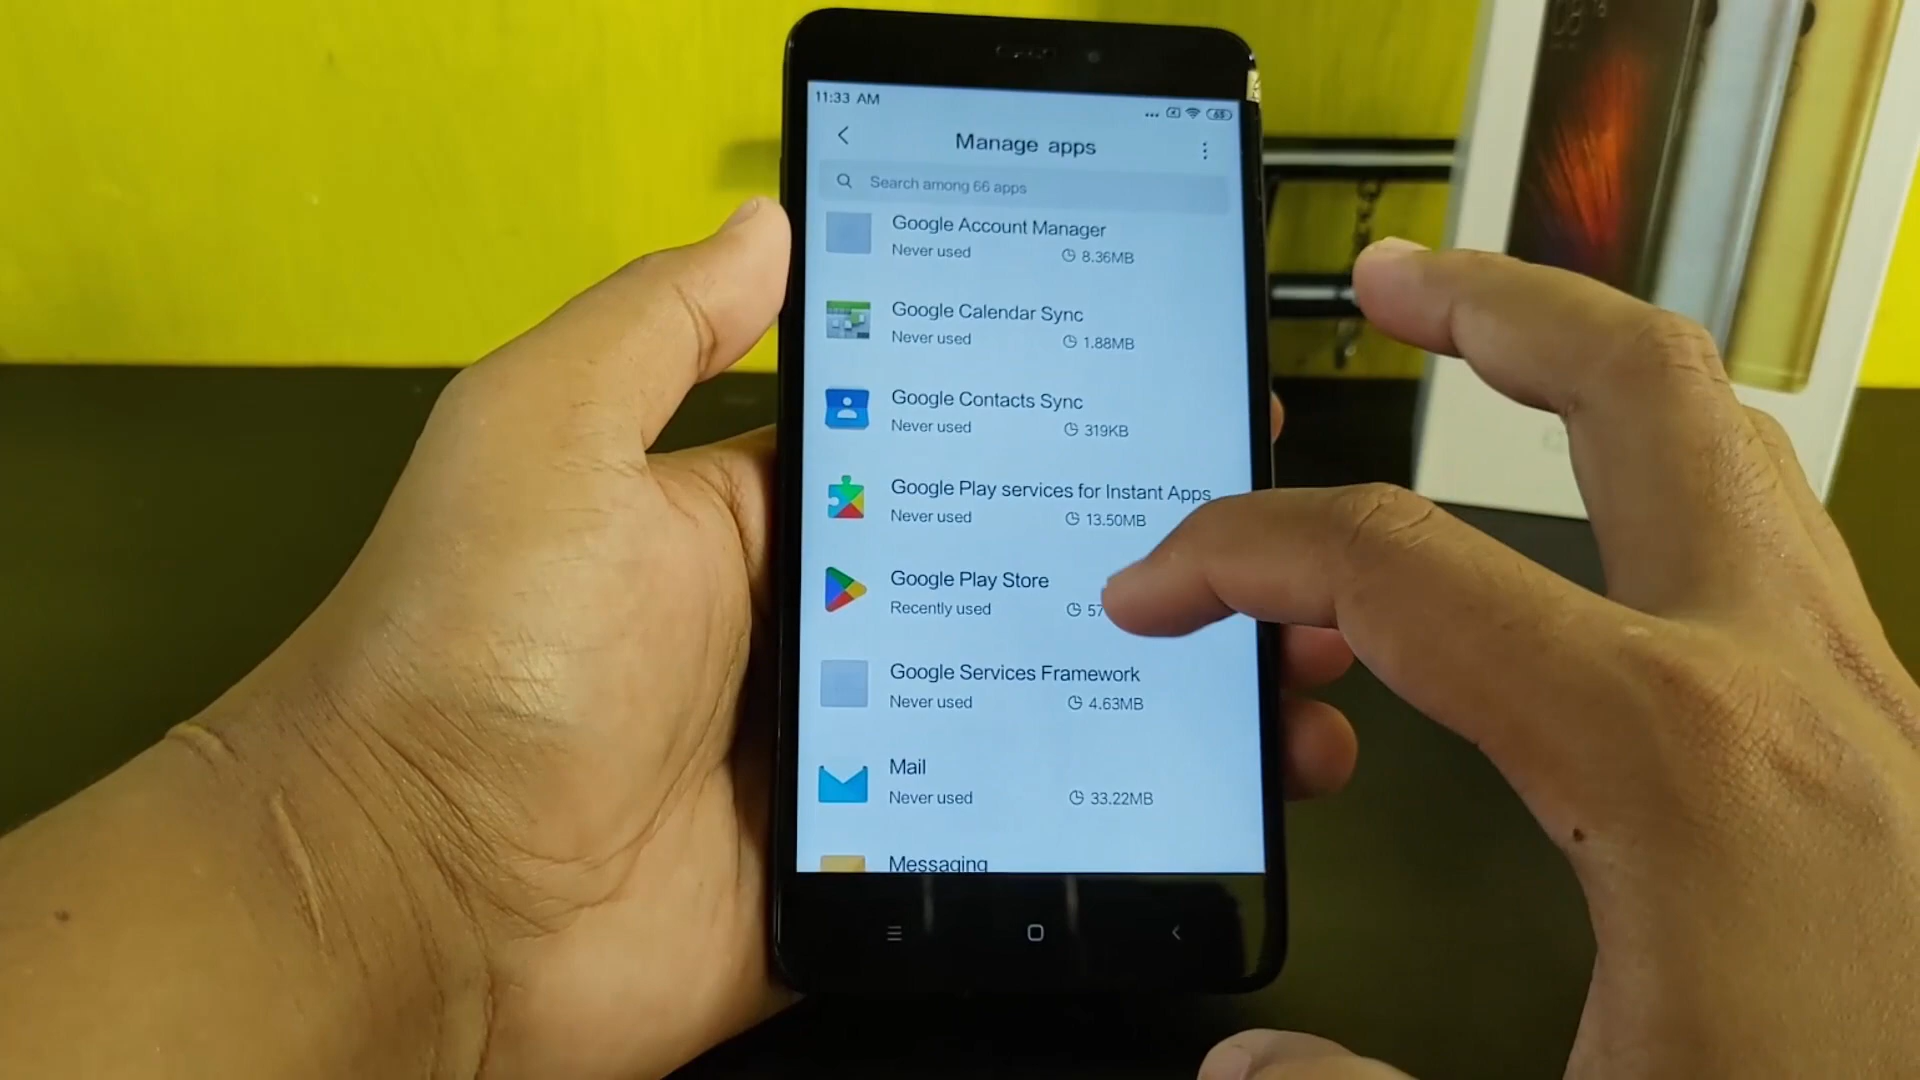 11:33 AM
65
Manage apps
Search among 66 apps
Google Account Manager
Never used 8.36MB
Google Calendar Sync
Never used 1.88MB
Google Contacts Sync
Never used 319KB
Google Play services for Instant Apps
Never used 13.50MB
Google Play Store
Recently used 57
Google Services Framework
Never used 4.63MB
Mail
Never used 33.22MB
Messaging